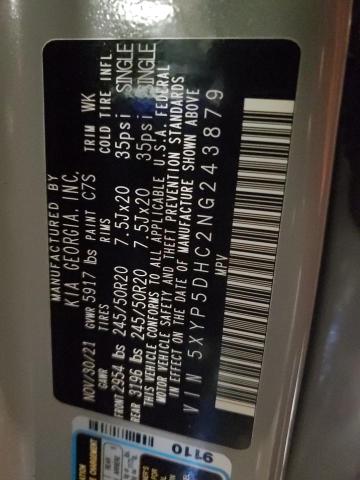 MANUFACTURED BY
KIA GEORGIA, INC.
NOV/30/21 GVWR 5917 lbs PAINT C7S TRIM WK
GAWR TIRES RIMS COLD TIRE INFL.
FRONT 2954 lbs 245/50R20 7.5Jx20 35psi SINGLE
REAR 3196 lbs 245/50R20 7.5Jx20 35psi SINGLE
THIS VEHICLE CONFORMS TO ALL APPLICABLE U.S.A. FEDERAL
MOTOR VEHICLE SAFETY AND THEFT PREVENTION STANDARDS
IN EFFECT ON THE DATE OF MANUFACTURE SHOWN ABOVE
VIN 5XYP5DHC2NG243879
MPV
9110